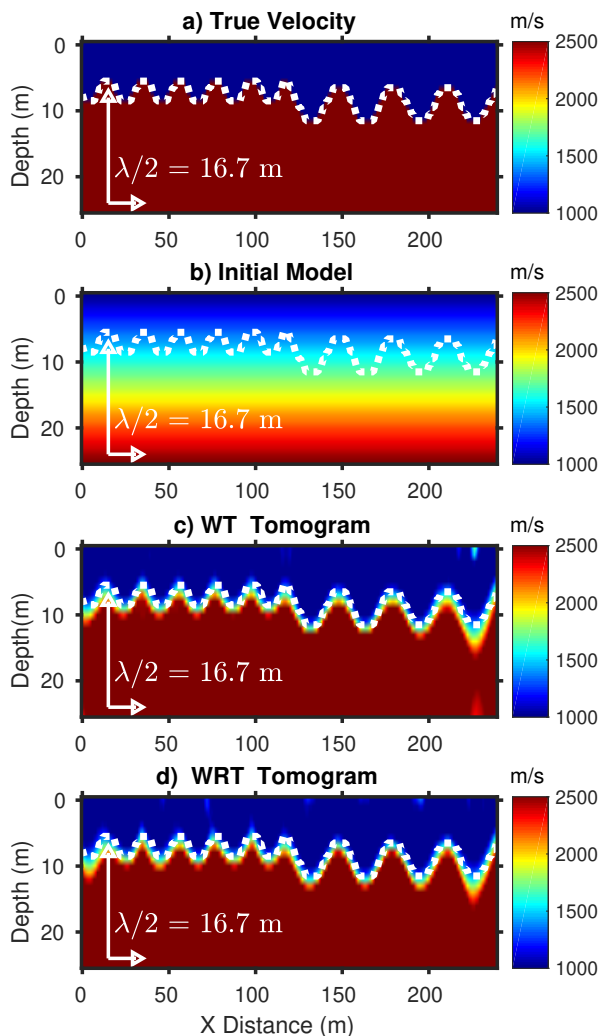 a) True Velocity
m/s
0
10
20
Depth (m)
λ/2 = 16.7 m
2500
2000
1500
1000
0
50
100
150
200
b) Initial Model
m/s
0
10
20
Depth (m)
λ/2 = 16.7 m
2500
2000
1500
1000
0
50
100
150
200
c) WT Tomogram
m/s
0
10
20
Depth(m)
λ/2 = 16.7 m
2500
2000
1500
1000
0
50
100
150
200
d) WRT Tomogram
m/s
0
10
20
Depth (m)
λ/2 = 16.7 m
2500
2000
1500
1000
0
50
100
150
200
X Distance (m)